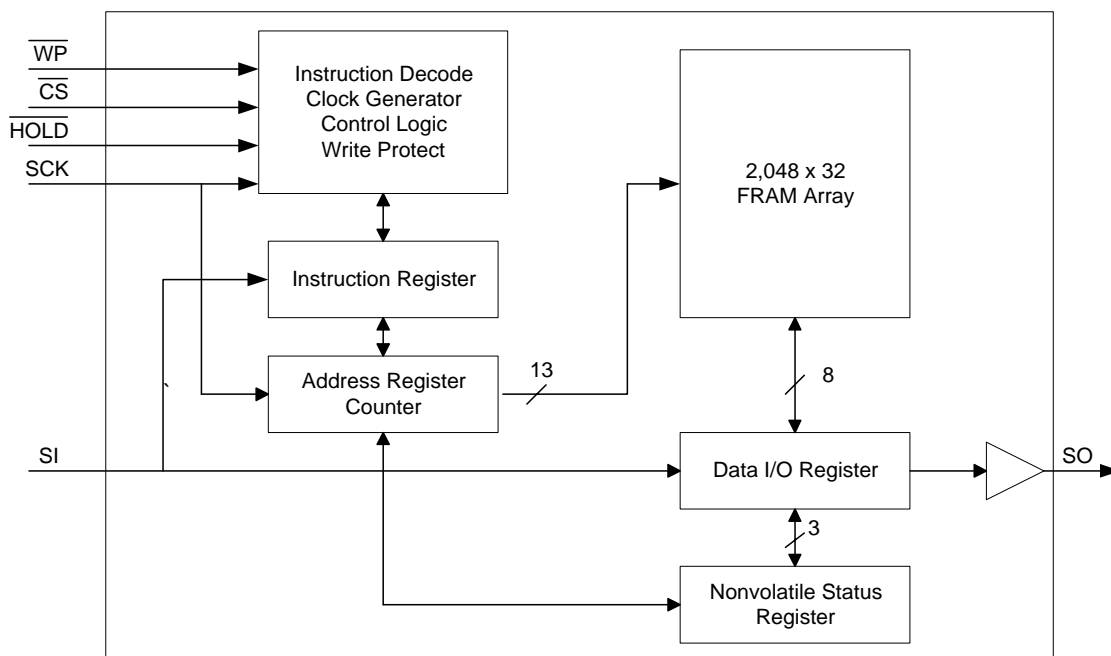 WP
CS
HOLD
SCK
Instruction Decode
Clock Generator
Control Logic
Write Protect
2,048 x 32
FRAM Array
Instruction Register
Address Register
Counter
13
8
`
SI
Data I/O Register
SO
3
Nonvolatile Status
Register